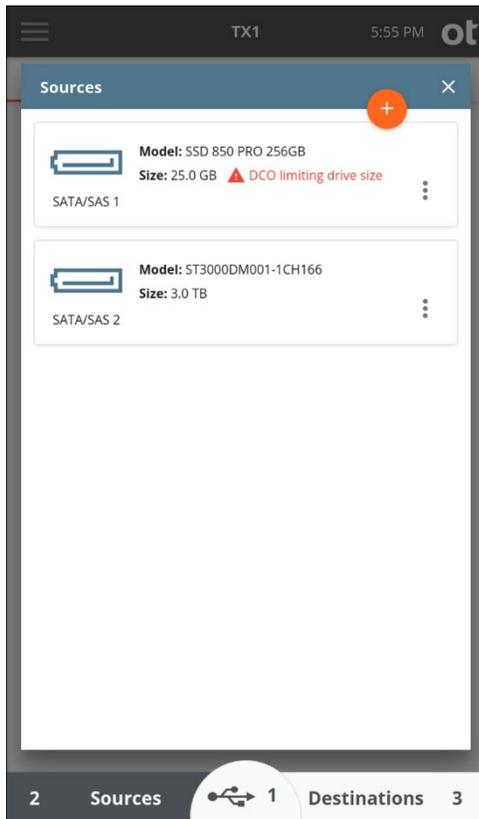 TX1
5:55 PM
ot
Sources
+
Model: SSD 850 PRO 256GB
Size: 25.0 GB DCO limiting drive size
SATA/SAS 1
Model: ST3000DM001-1CH166
Size: 3.0 TB
SATA/SAS 2
2 Sources 1 Destinations 3